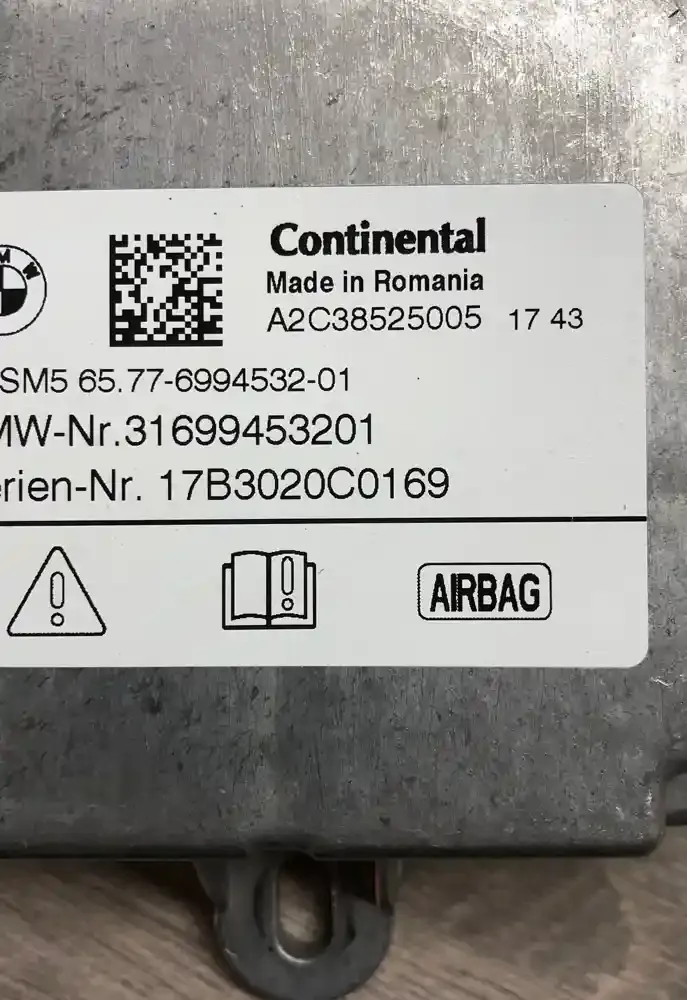 BMW
Continental
Made in Romania
A2C38525005 17 43
SM5 65.77-6994532-01
MW-Nr.31699453201
erien-Nr. 17B3020C0169
AIRBAG